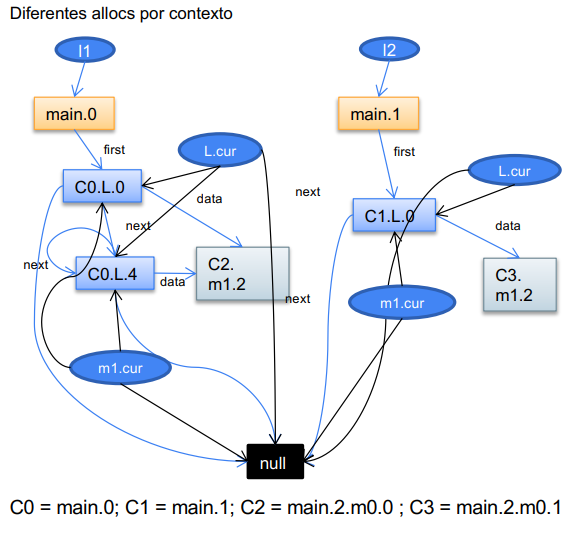 Diferentes allocs por contexto
l1
l2
main.0
main.1
first
first
L.cur
L.cur
C0.L.0
data
next
C1.L.0
next
data
next
C0.L.4
data
C2.
m1.2
C3.
m1.2
next
m1.cur
m1.cur
null
C0 = main.0; C1 = main.1; C2 = main.2.m0.0 ; C3 = main.2.m0.1